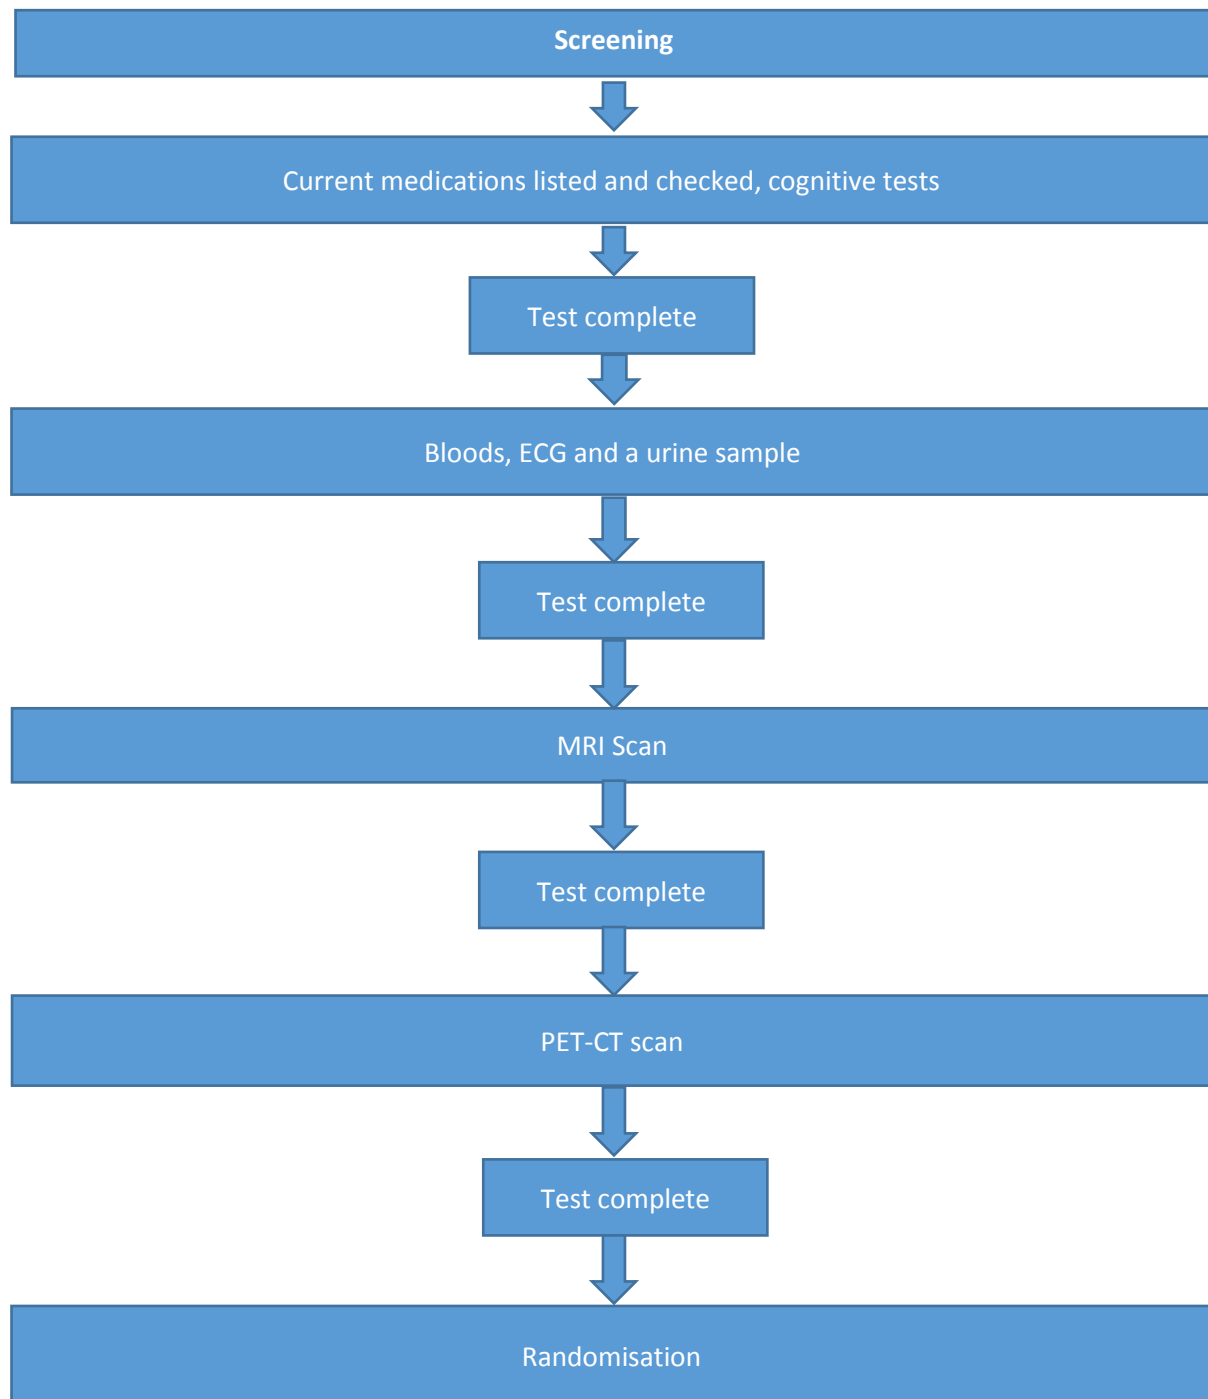 Screening
Current medications listed and checked, cognitive tests
Test complete
Bloods, ECG and a urine sample
Test complete
MRI Scan
Test complete
PET-CT scan
Test complete
Randomisation